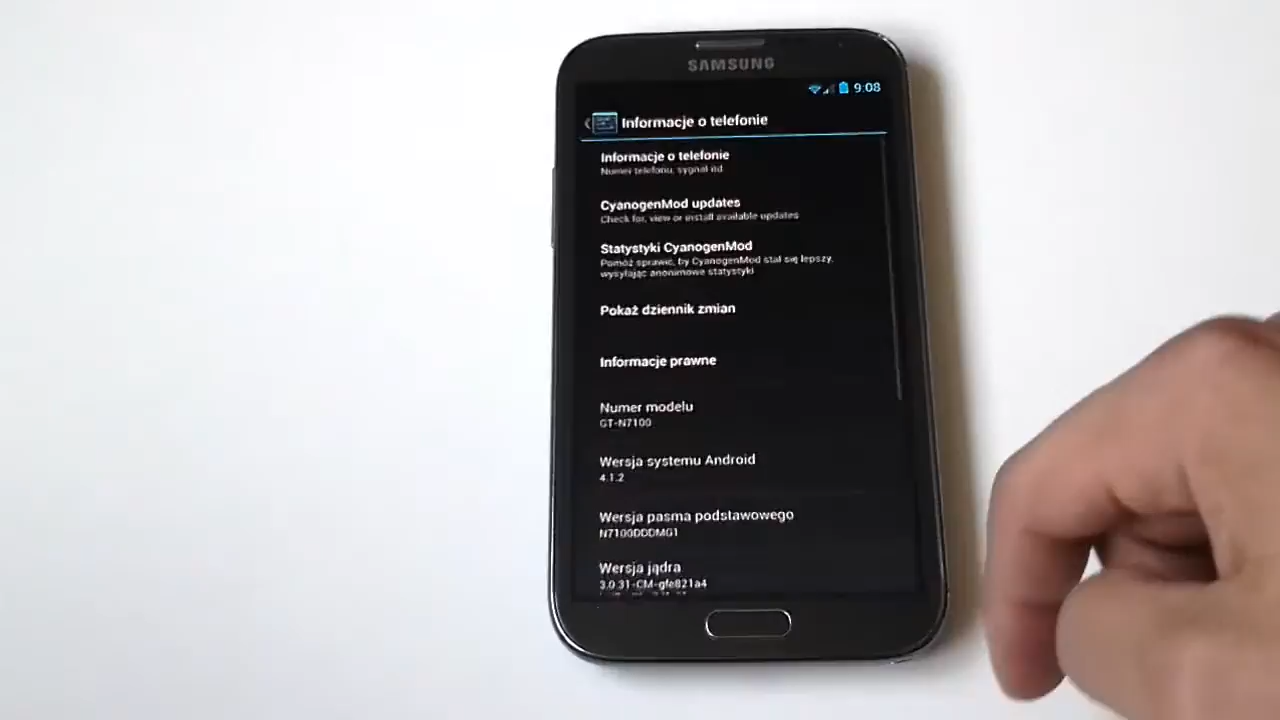 SAMSUNG
9:08
Informacje o telefonie
Informacje o telefonie
Numer telefonu, sygnał itd.
CyanogenMod updates
Check for, view or install available updates
Statystyki CyanogenMod
Pomóż sprawić, by CyanogenMod stał się lepszy,
wysyłając anonimowe statystyki
Pokaż dziennik zmian
Informacje prawne
Numer modelu
GT-N7100
Wersja systemu Android
4.1.2
Wersja pasma podstawowego
N7100DDDMG1
Wersja jądra
3.0.31-CM-gfe821a4